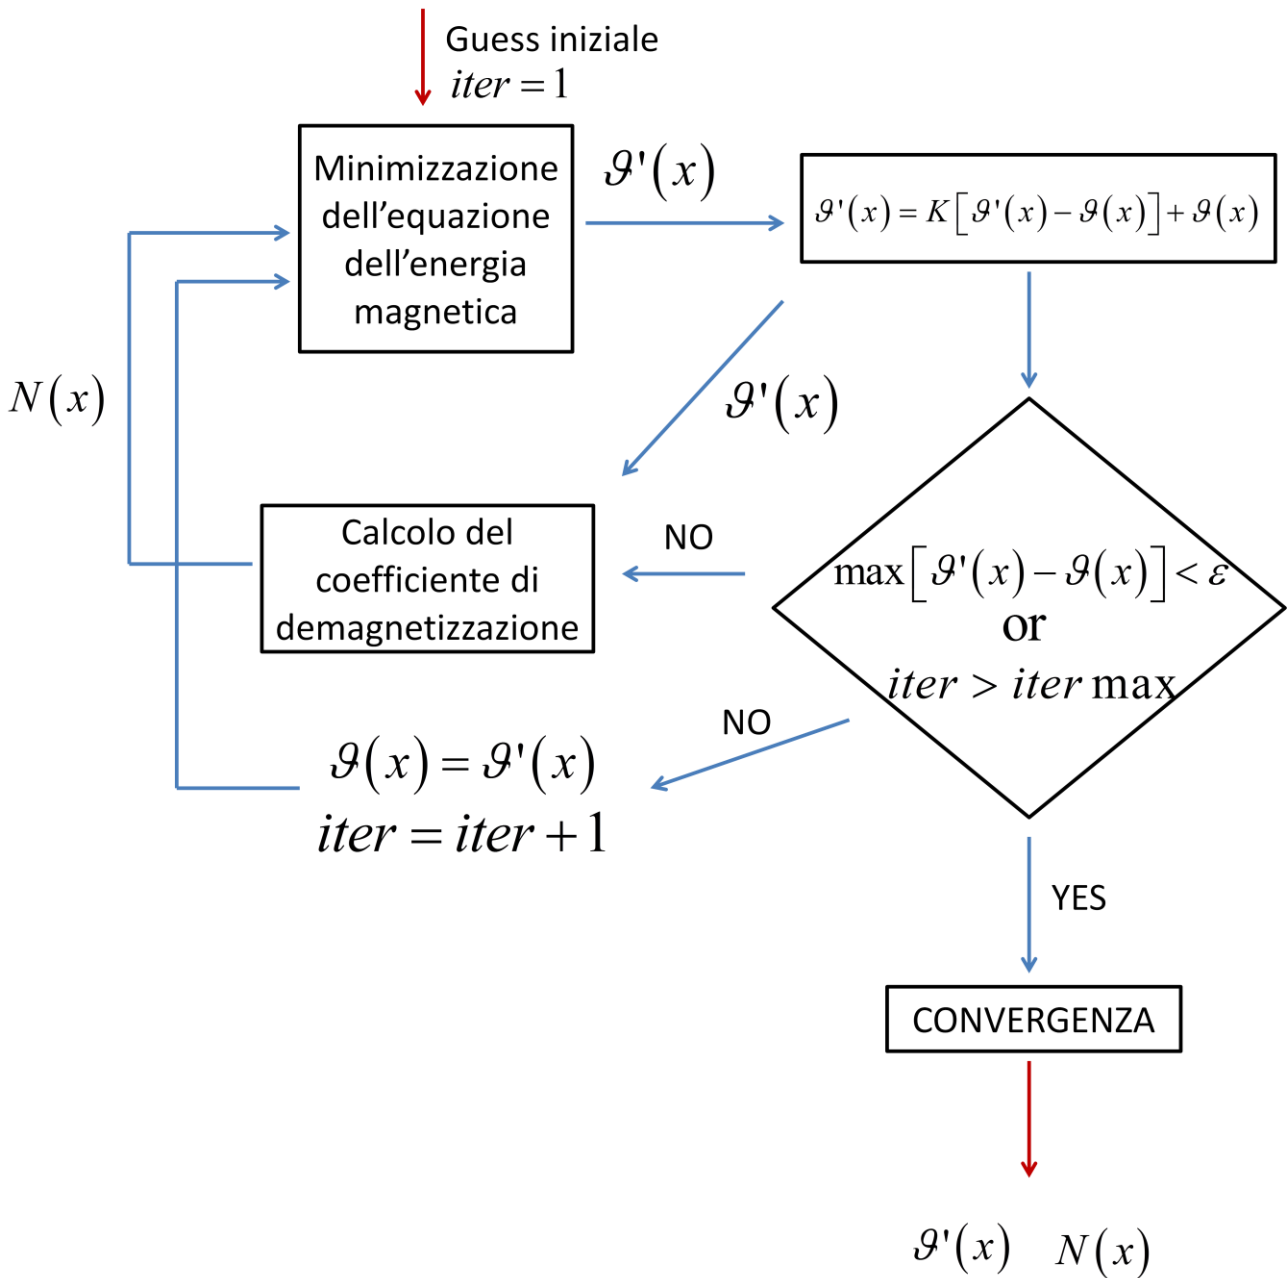 Guess iniziale
iter = 1
Minimizzazione
dell'equazione
dell'energia
magnetica
ϑ'(x)
ϑ'(x) = K[ϑ'(x) − ϑ(x)] + ϑ(x)
N(x)
ϑ'(x)
Calcolo del
coefficiente di
demagnetizzazione
NO
max[ϑ'(x) − ϑ(x)] < ε
or
iter > iter max
NO
ϑ(x) = ϑ'(x)
iter = iter + 1
YES
CONVERGENZA
ϑ'(x) N(x)